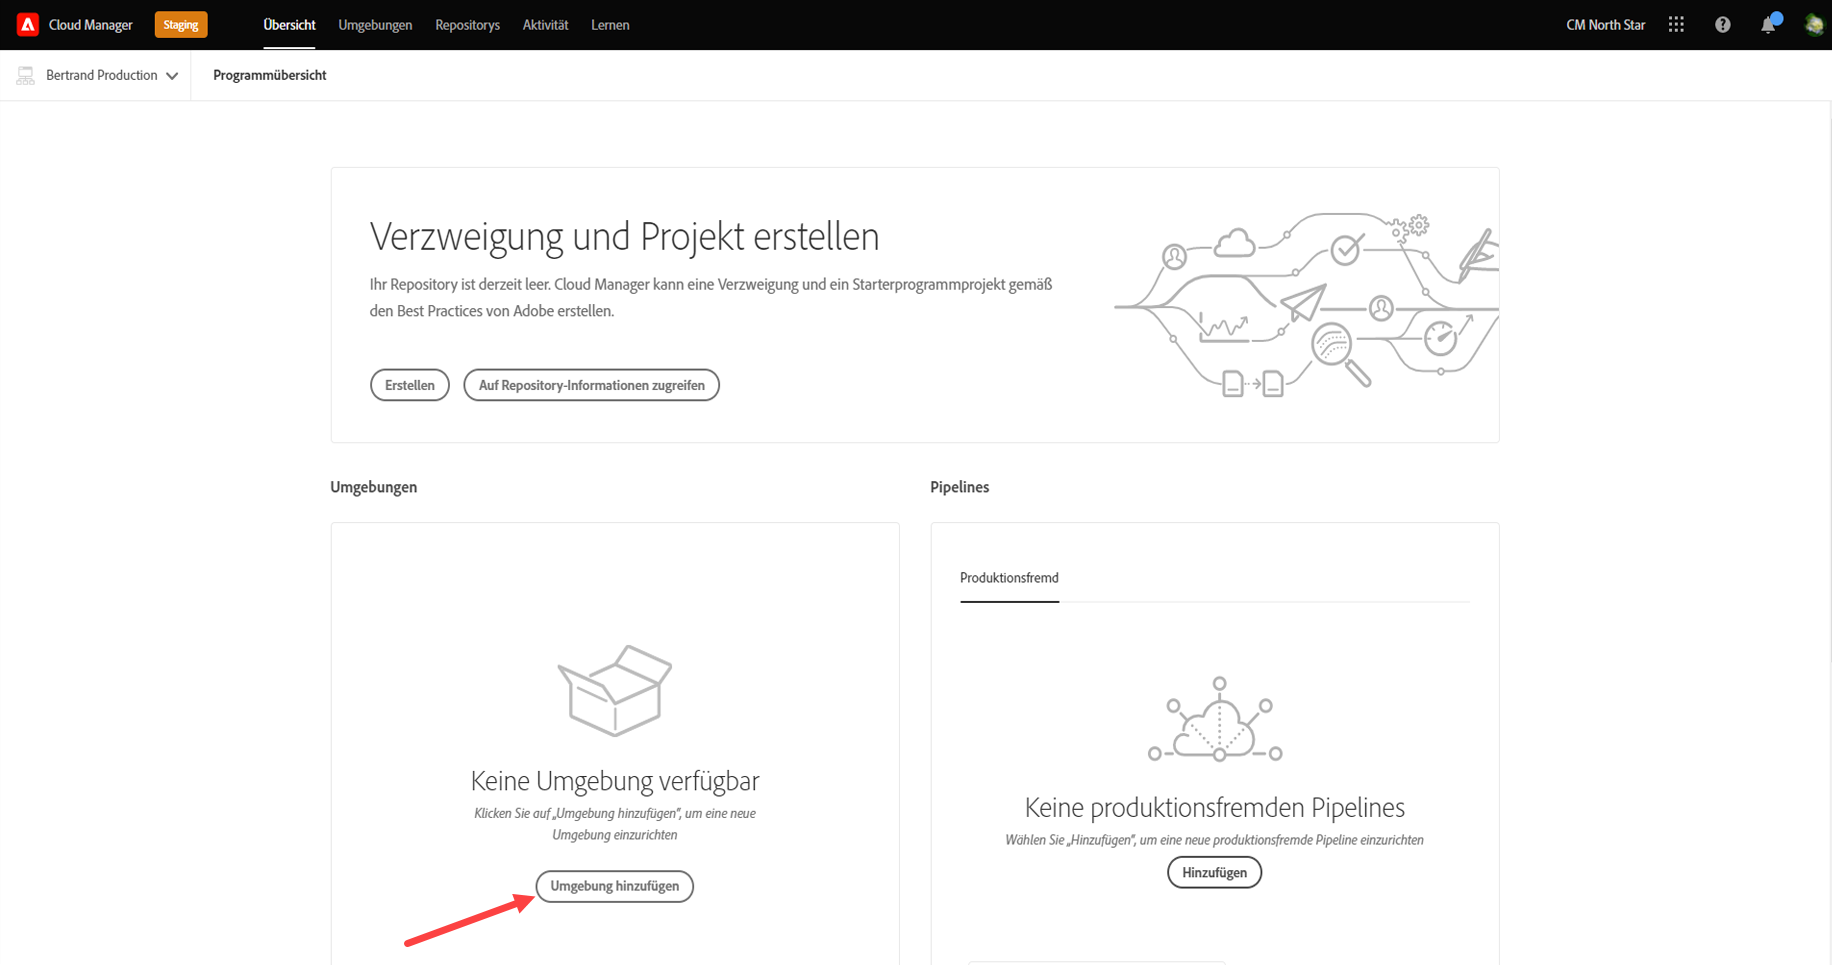 Cloud Manager Staging Übersicht Umgebungen Repositorys Aktivität Lernen CM North Star
Bertrand Production Programmübersicht
Verzweigung und Projekt erstellen
Ihr Repository ist derzeit leer. Cloud Manager kann eine Verzweigung und ein Starterprogrammprojekt gemäß
den Best Practices von Adobe erstellen.
Erstellen Auf Repository-Informationen zugreifen
Umgebungen
Keine Umgebung verfügbar
Klicken Sie auf „Umgebung hinzufügen“, um eine neue
Umgebung einzurichten
Umgebung hinzufügen
Pipelines
Produktionsfremd
Keine produktionsfremden Pipelines
Wählen Sie „Hinzufügen“, um eine neue produktionsfremde Pipeline einzurichten
Hinzufügen